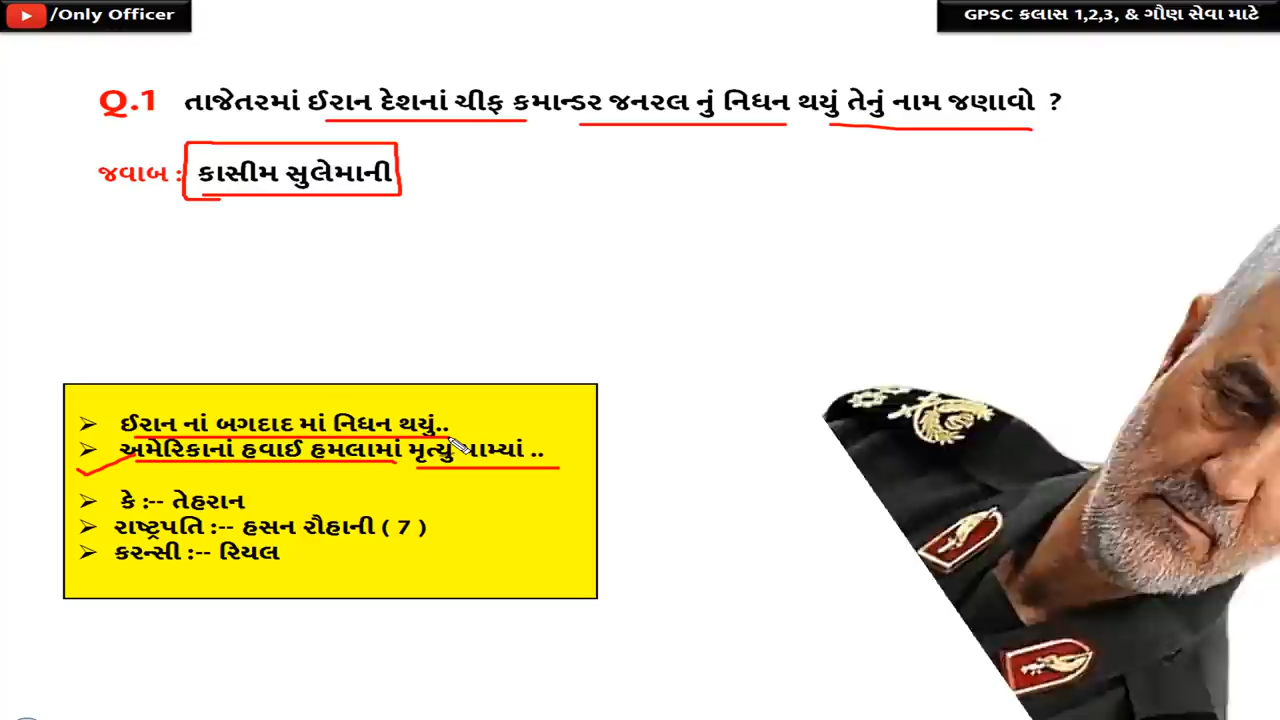 /Only Officer
GPSC કલાસ 1,2,3, & ગૌણ સેવા માટે
Q.1 તાજેતરમાં ઈરાન દેશનાં ચીફ કમાન્ડર જનરલ નું નિધન થયું તેનું નામ જણાવો ?
જવાબ : કાસીમ સુલેમાની
ઈરાન નાં બગદાદ માં નિધન થયું..
અમેરિકાનાં હવાઈ હમલામાં મૃત્યુ પામ્યાં ..
કે :-- તેહરાન
રાષ્ટ્રપતિ :-- હસન રૌહાની ( 7 )
કરન્સી :-- રિયલ